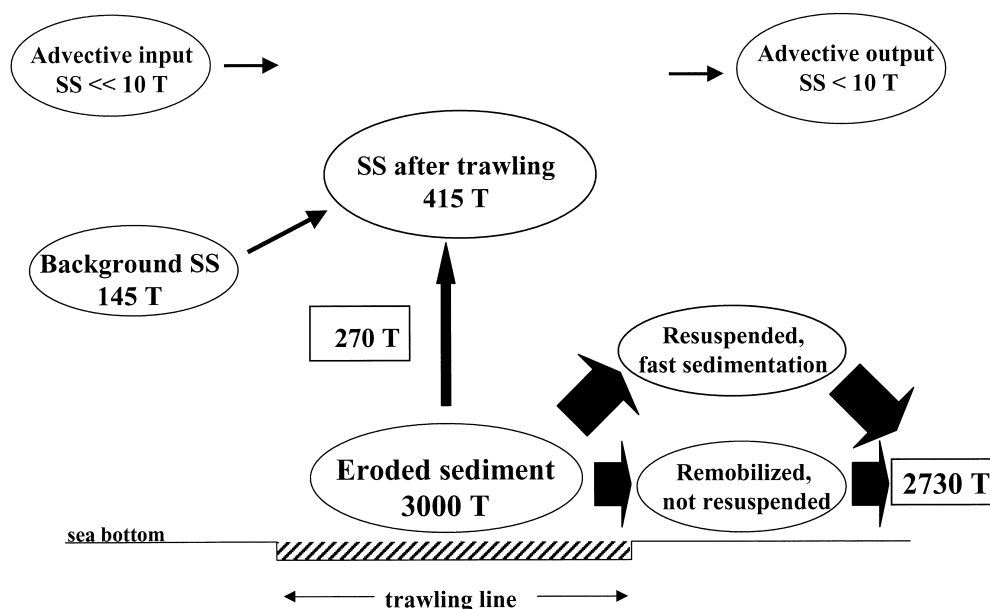 Advective input
SS << 10 T
Advective output
SS < 10 T
SS after trawling
415 T
Background SS
145 T
270 T
Resuspended,
fast sedimentation
Eroded sediment
3000 T
Remobilized,
not resuspended
2730 T
sea bottom
trawling line